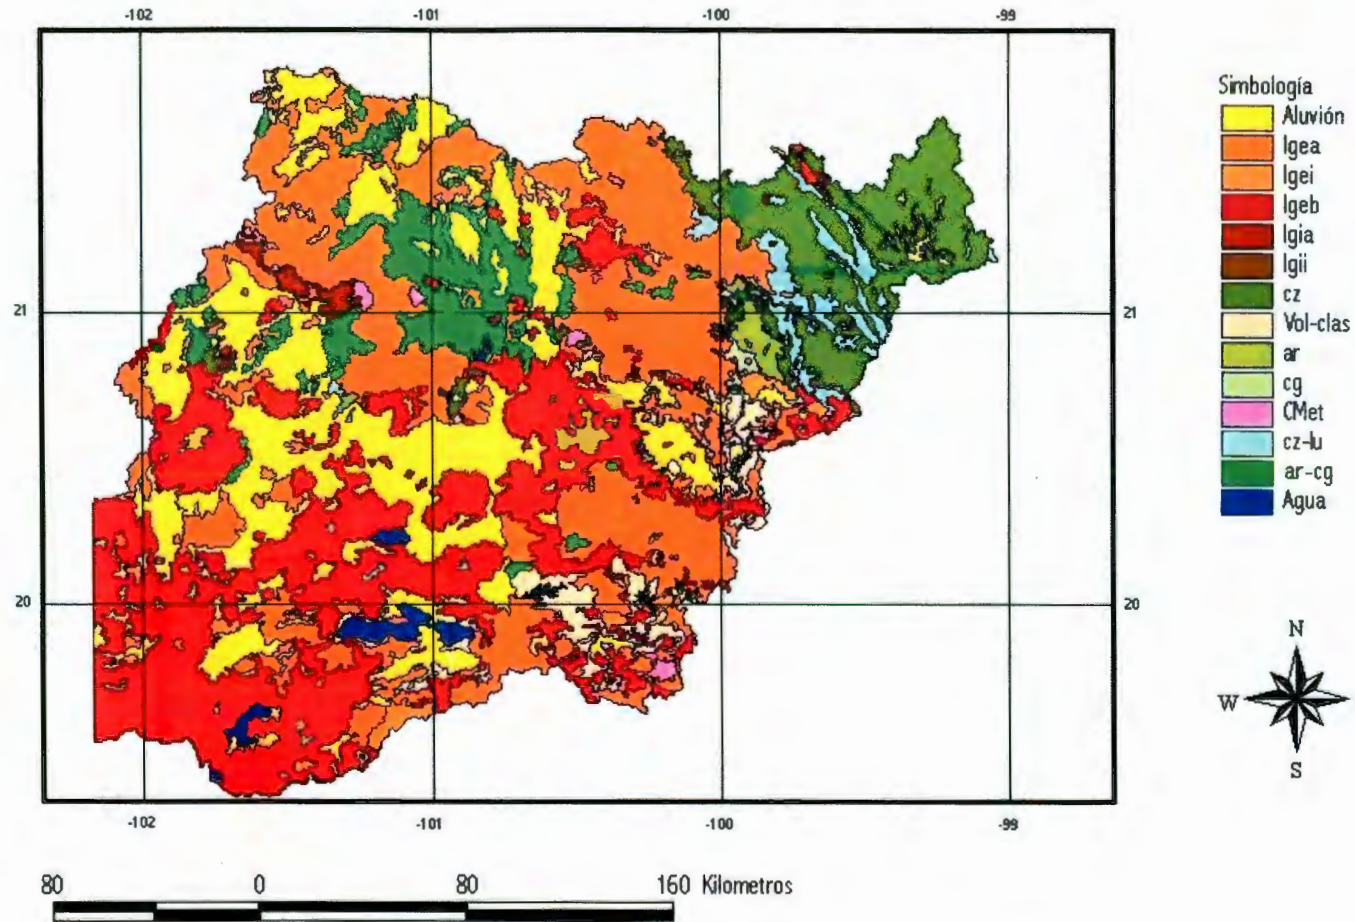 -102 -101 -100 -99
21 21
20 20
-102 -101 -100 -99
80 0 80 160 Kilometros
Simbología
Aluvión
Igea
Igei
Igeb
Igia
Igii
cz
Vol-clas
ar
cg
CMet
cz-lu
ar-cg
Agua
N
W
S